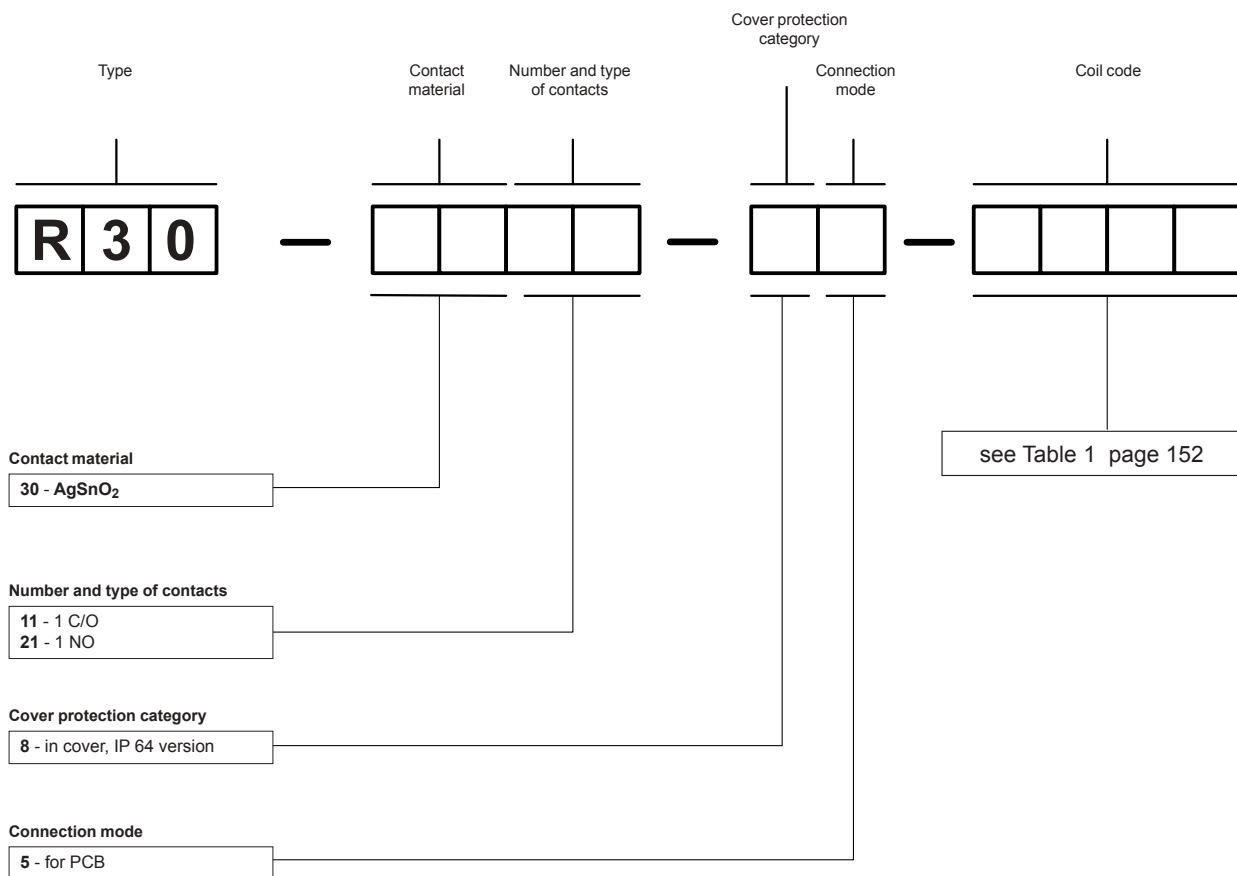 Cover protection
category
Type
Contact
material
Number and type
of contacts
Connection
mode
Coil code
R30 – –  –
see Table 1 page 152
Contact material
30 - AgSnO₂
Number and type of contacts
11 - 1 C/O
21 - 1 NO
Cover protection category
8 - in cover, IP 64 version
Connection mode
5 - for PCB